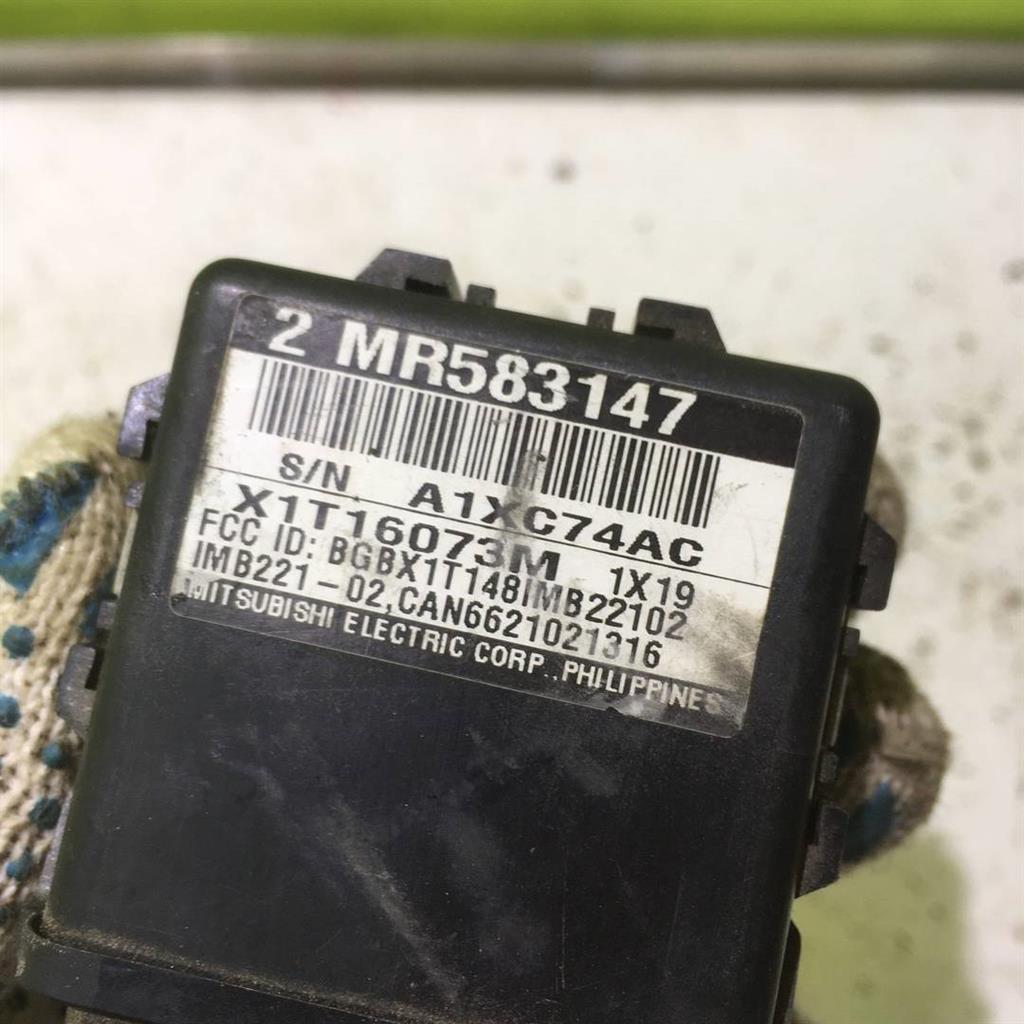 2 MR583147
S/N A1XC74AC
X1T16073M 1X19
FCC ID: BGBX1T148IMB22102
IMB221-02,CAN6621021316
MITSUBISHI ELECTRIC CORP.,PHILIPPINES